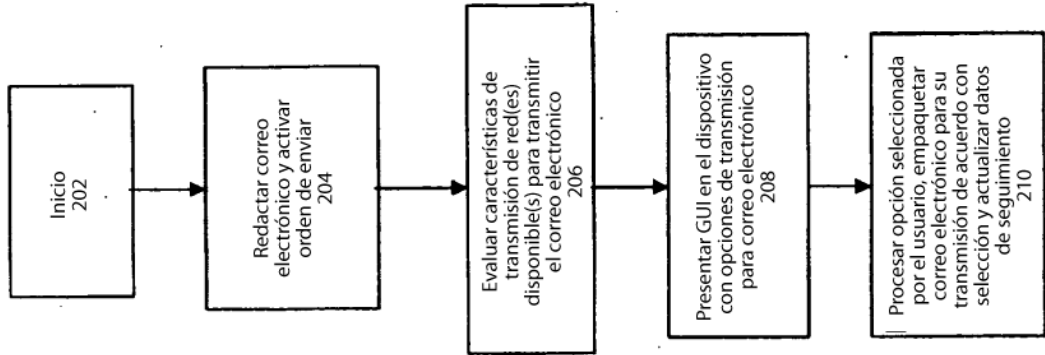 Inicio
202
Redactar correo
electrónico y activar
orden de enviar
204
Evaluar características de
transmisión de red(es)
disponible(s) para transmitir
el correo electrónico
206
Presentar GUI en el dispositivo
con opciones de transmisión
para correo electrónico
208
Procesar opción seleccionada
por el usuario, empaquetar
correo electrónico para su
transmisión de acuerdo con
selección y actualizar datos
de seguimiento
210